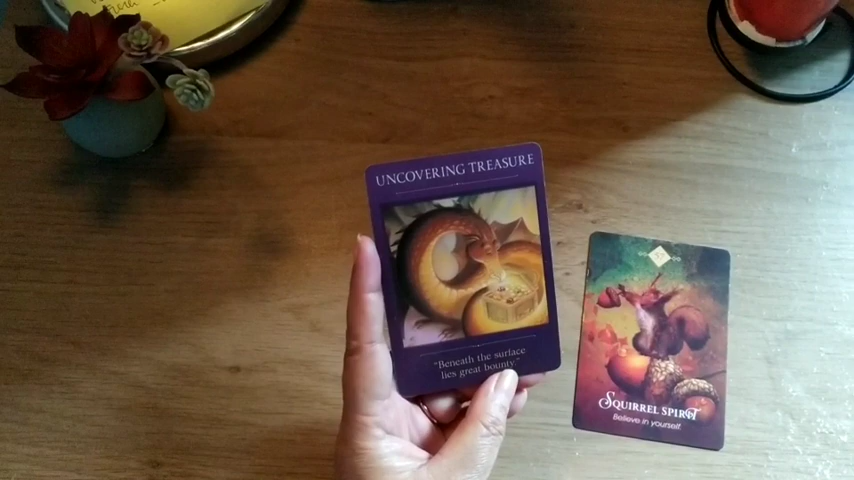 UNCOVERING TREASURE
"Beneath the surface
lies great bounty."
SQUIRREL SPIRIT
Believe in yourself.